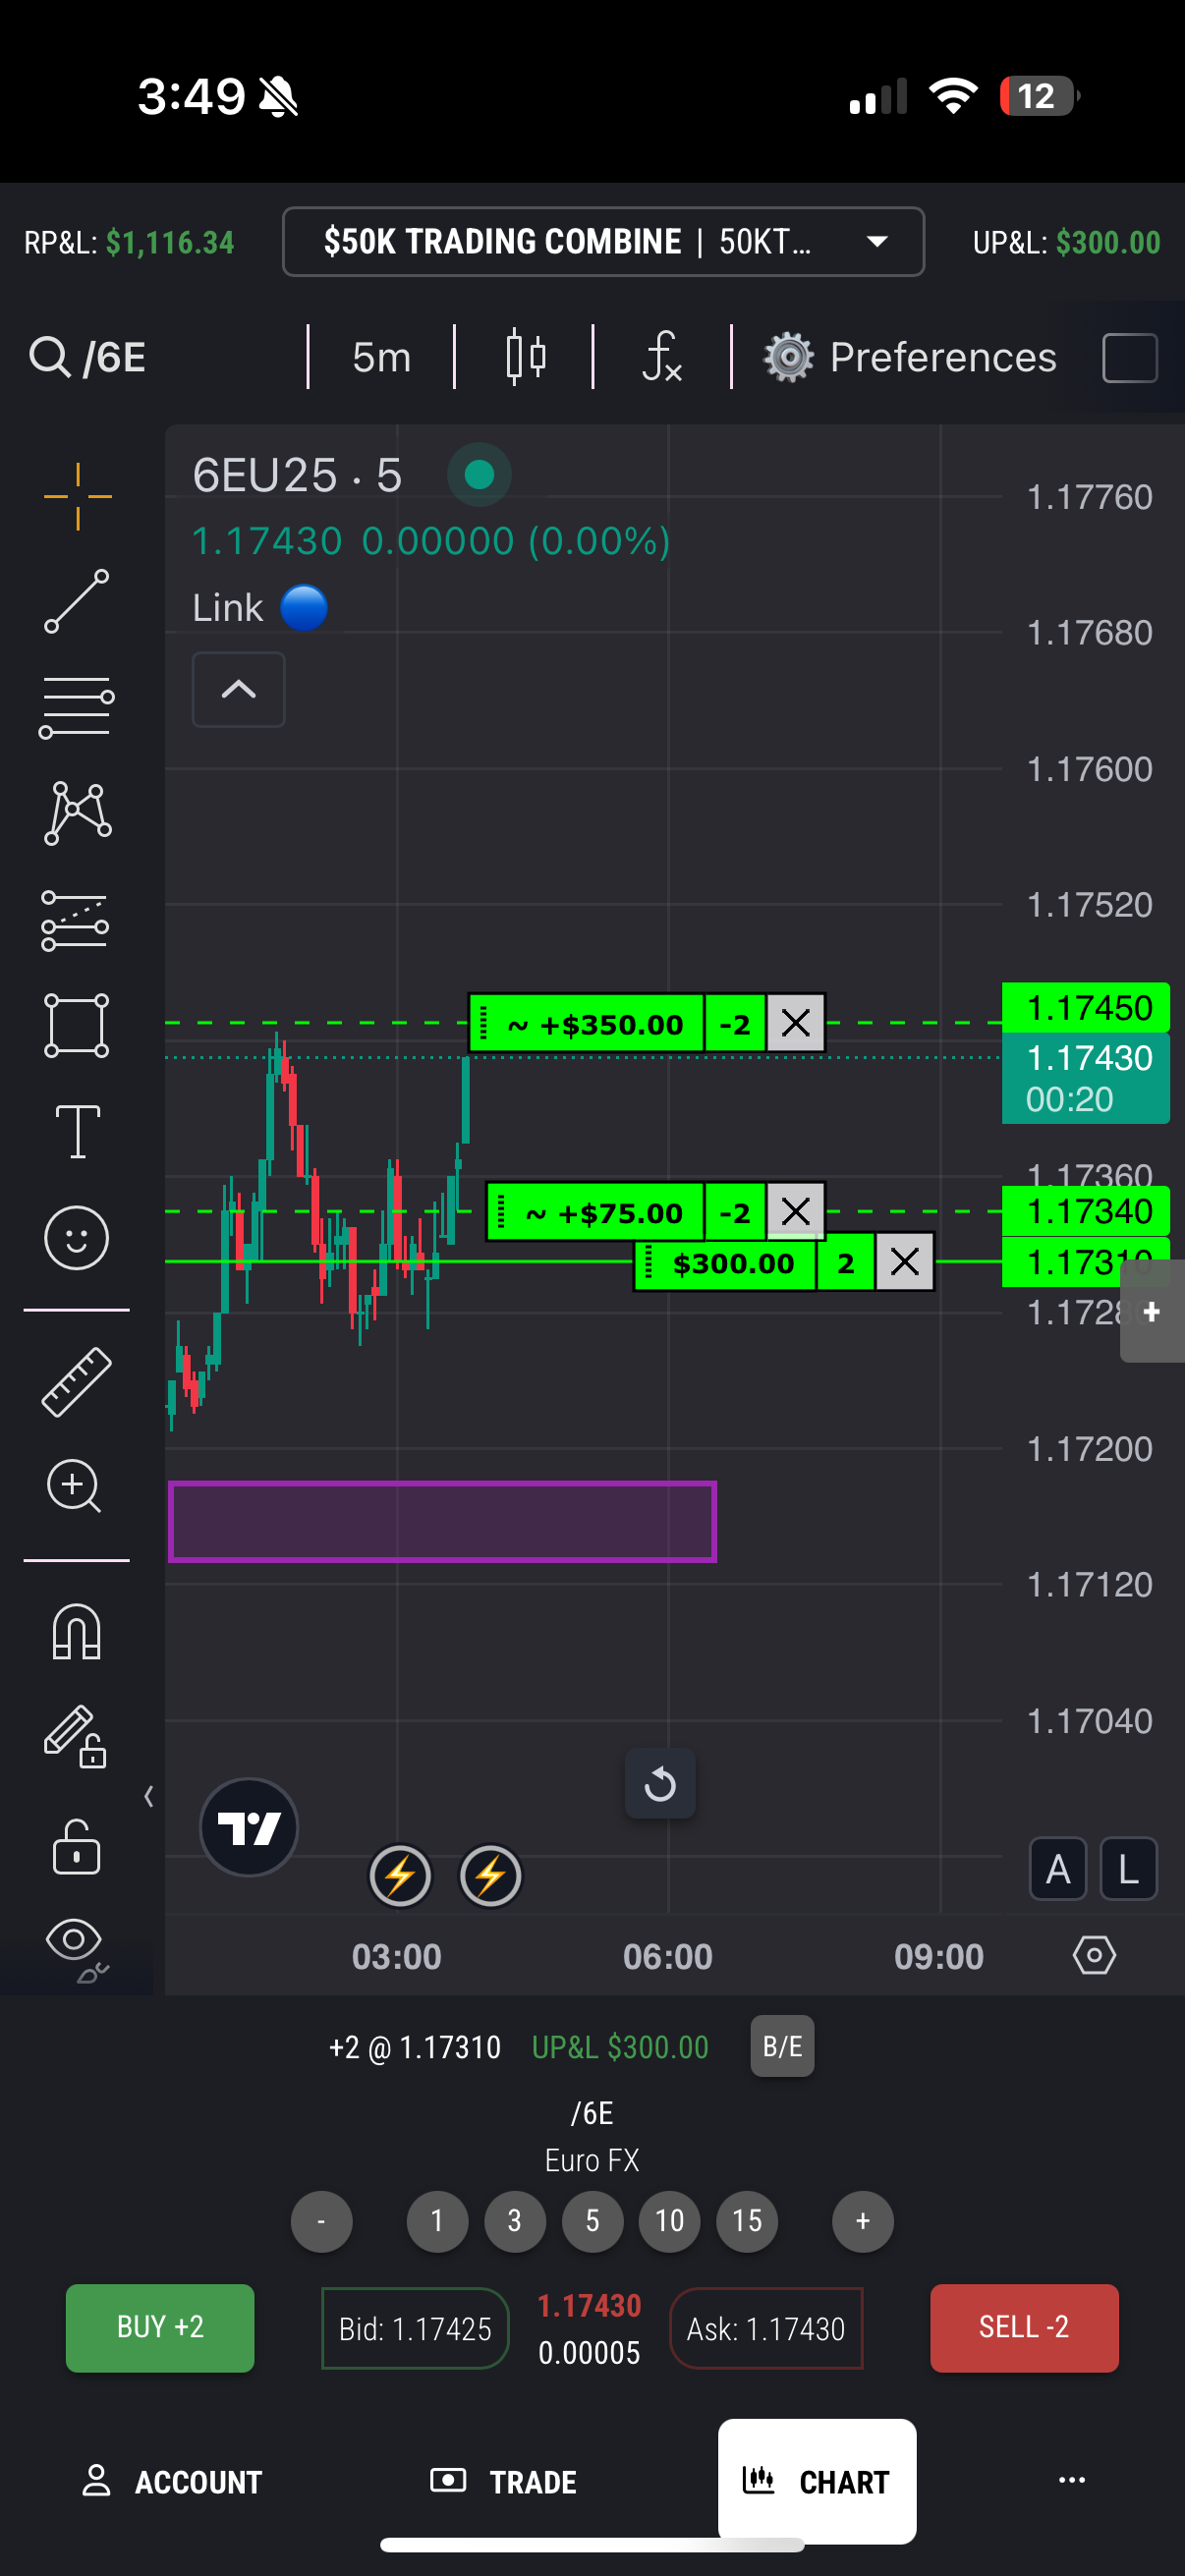 3:49
12
RP&L: $1,116.34
$50K TRADING COMBINE | 50KT...
UP&L: $300.00
/6E
5m
Preferences
6EU25 · 5
1.17430 0.00000 (0.00%)
Link
1.17760
1.17680
1.17600
1.17520
~ +$350.00 -2
1.17450
1.17430
00:20
1.17360
~ +$75.00 -2
1.17340
$300.00 2
1.17310
1.17280
+
1.17200
1.17120
1.17040
A L
03:00 06:00 09:00
+2 @ 1.17310 UP&L $300.00 B/E
/6E
Euro FX
- 1 3 5 10 15 +
BUY +2
Bid: 1.17425
1.17430
0.00005
Ask: 1.17430
SELL -2
ACCOUNT TRADE CHART ...